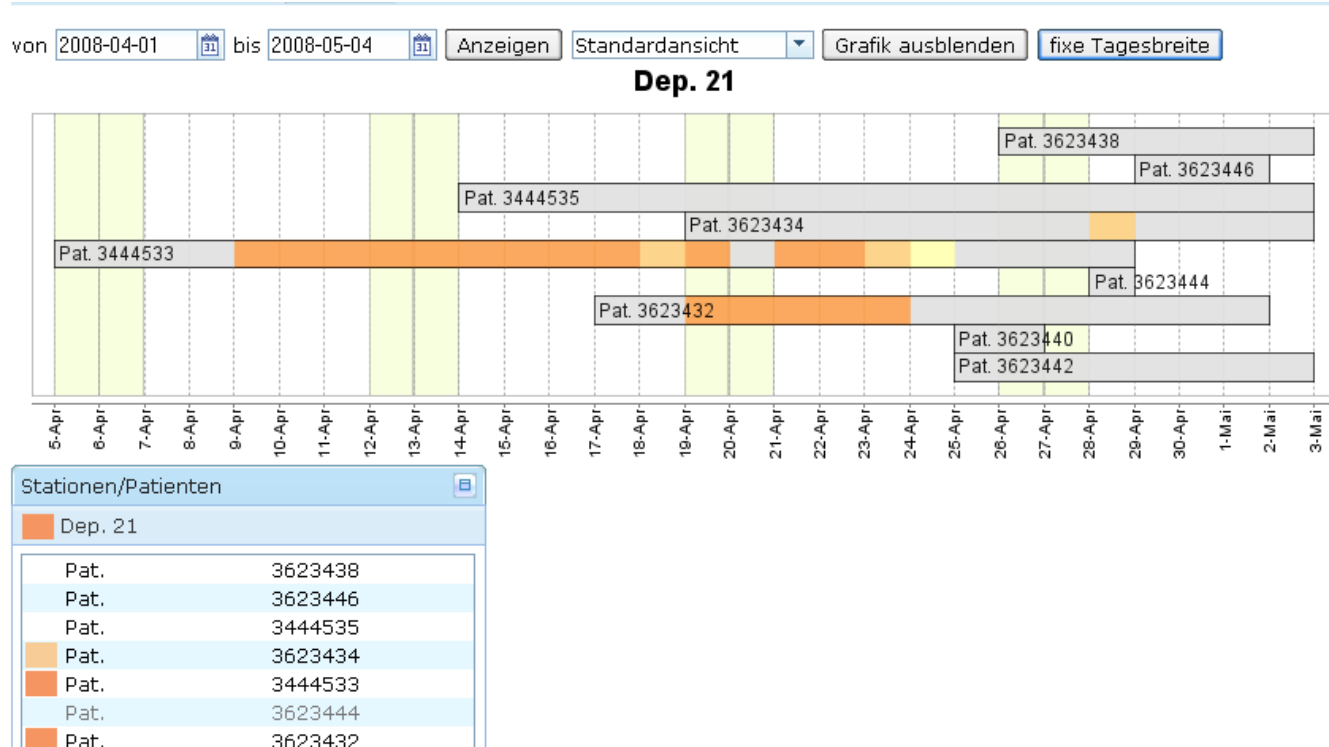 von 2008-04-01 31 bis 2008-05-04 31 Anzeigen Standardansicht Grafik ausblenden fixe Tagesbreite
Dep. 21
Pat. 3623438
Pat. 3623446
Pat. 3444535
Pat. 3623434
Pat. 3444533
Pat. 3623444
Pat. 3623432
Pat. 3623440
Pat. 3623442
5-Apr 6-Apr 7-Apr 8-Apr 9-Apr 10-Apr 11-Apr 12-Apr 13-Apr 14-Apr 15-Apr 16-Apr 17-Apr 18-Apr 19-Apr 20-Apr 21-Apr 22-Apr 23-Apr 24-Apr 25-Apr 26-Apr 27-Apr 28-Apr 29-Apr 30-Apr 1-Mai 2-Mai 3-Mai
Stationen/Patienten
Dep. 21
Pat. 3623438
Pat. 3623446
Pat. 3444535
Pat. 3623434
Pat. 3444533
Pat. 3623444
Pat. 3623432